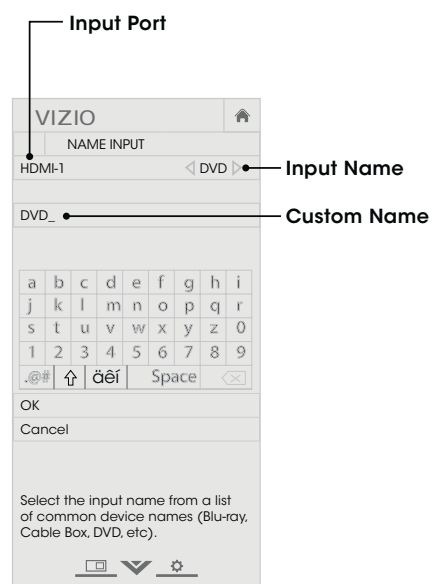 Input Port
VIZIO
NAME INPUT
HDMI-1 DVD
Input Name
DVD_
Custom Name
a b c d e f g h i
j k l m n o p q r
s t u v w x y z 0
1 2 3 4 5 6 7 8 9
.@# äêí Space
OK
Cancel
Select the input name from a list
of common device names (Blu-ray,
Cable Box, DVD, etc).